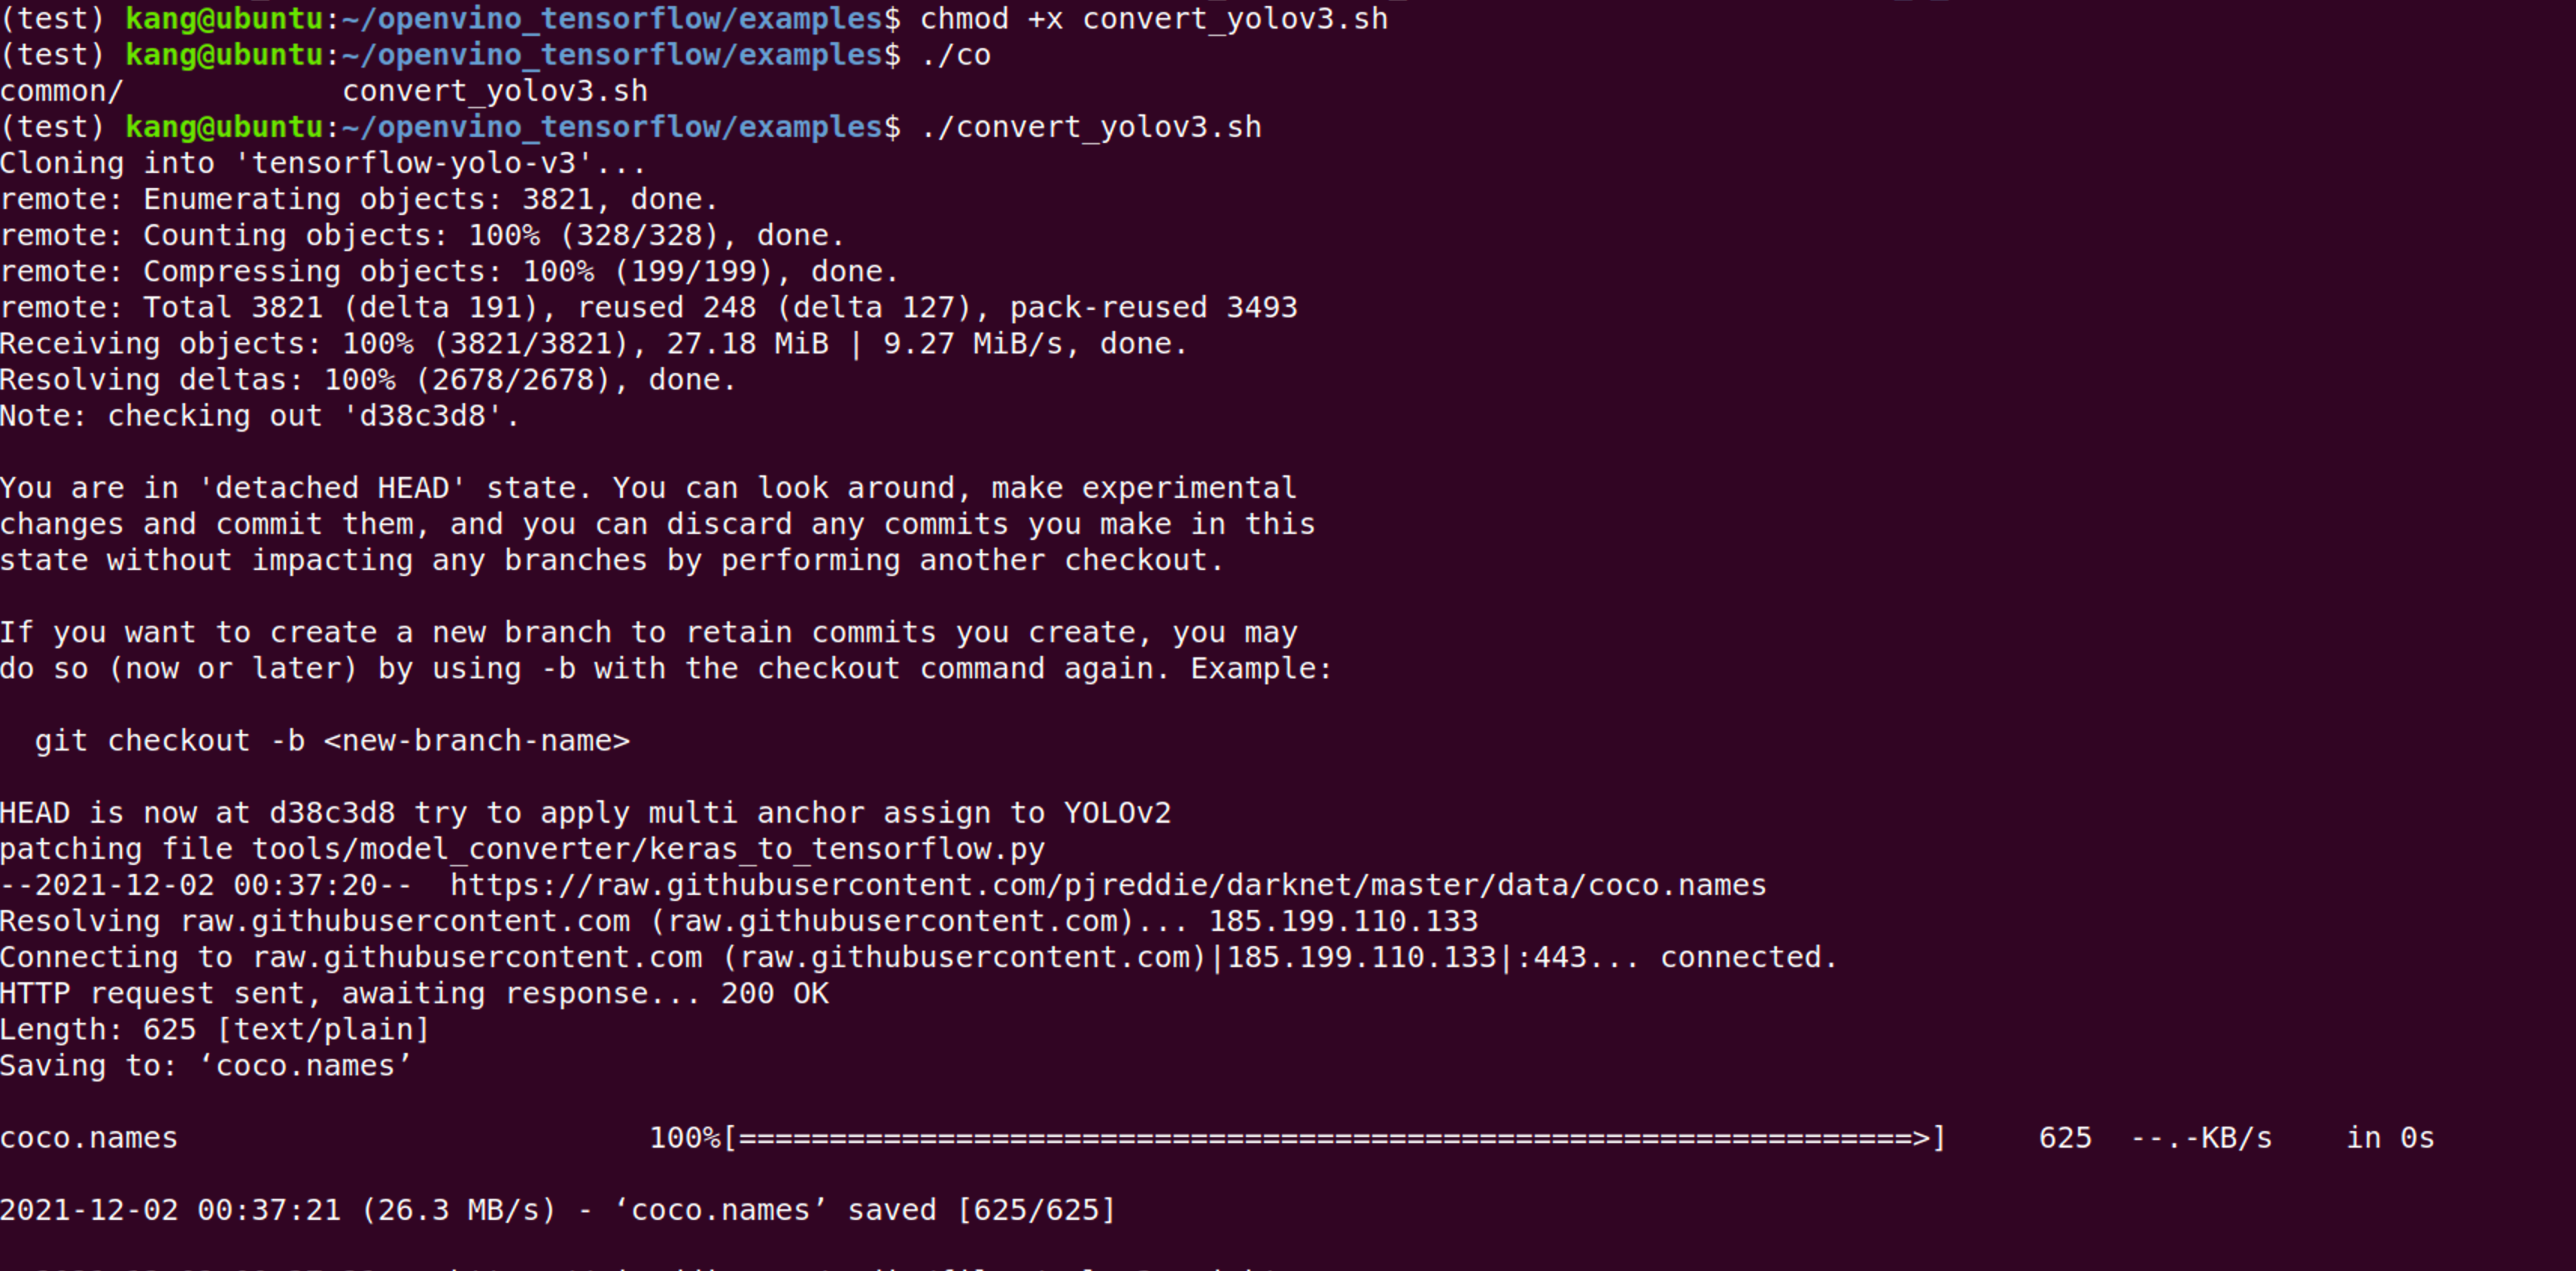 (test) kang@ubuntu:~/openvino_tensorflow/examples$ chmod +x convert_yolov3.sh
(test) kang@ubuntu:~/openvino_tensorflow/examples$ ./co
common/            convert_yolov3.sh
(test) kang@ubuntu:~/openvino_tensorflow/examples$ ./convert_yolov3.sh
Cloning into 'tensorflow-yolo-v3'...
remote: Enumerating objects: 3821, done.
remote: Counting objects: 100% (328/328), done.
remote: Compressing objects: 100% (199/199), done.
remote: Total 3821 (delta 191), reused 248 (delta 127), pack-reused 3493
Receiving objects: 100% (3821/3821), 27.18 MiB | 9.27 MiB/s, done.
Resolving deltas: 100% (2678/2678), done.
Note: checking out 'd38c3d8'.
You are in 'detached HEAD' state. You can look around, make experimental
changes and commit them, and you can discard any commits you make in this
state without impacting any branches by performing another checkout.
If you want to create a new branch to retain commits you create, you may
do so (now or later) by using -b with the checkout command again. Example:
  git checkout -b <new-branch-name>
HEAD is now at d38c3d8 try to apply multi anchor assign to YOLOv2
patching file tools/model_converter/keras_to_tensorflow.py
--2021-12-02 00:37:20--  https://raw.githubusercontent.com/pjreddie/darknet/master/data/coco.names
Resolving raw.githubusercontent.com (raw.githubusercontent.com)... 185.199.110.133
Connecting to raw.githubusercontent.com (raw.githubusercontent.com)|185.199.110.133|:443... connected.
HTTP request sent, awaiting response... 200 OK
Length: 625 [text/plain]
Saving to: ‘coco.names’
coco.names                          100%[=================================================================>]     625  --.-KB/s    in 0s
2021-12-02 00:37:21 (26.3 MB/s) - ‘coco.names’ saved [625/625]